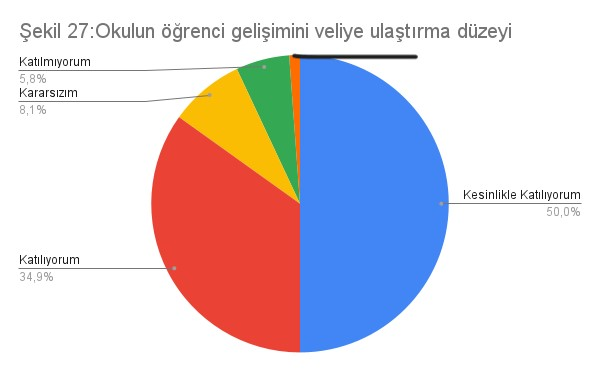 Şekil 27:Okulun öğrenci gelişimini veliye ulaştırma düzeyi
Katılmıyorum
5,8%
Kararsızım
8,1%
Kesinlikle Katılıyorum
50,0%
Katılıyorum
34,9%